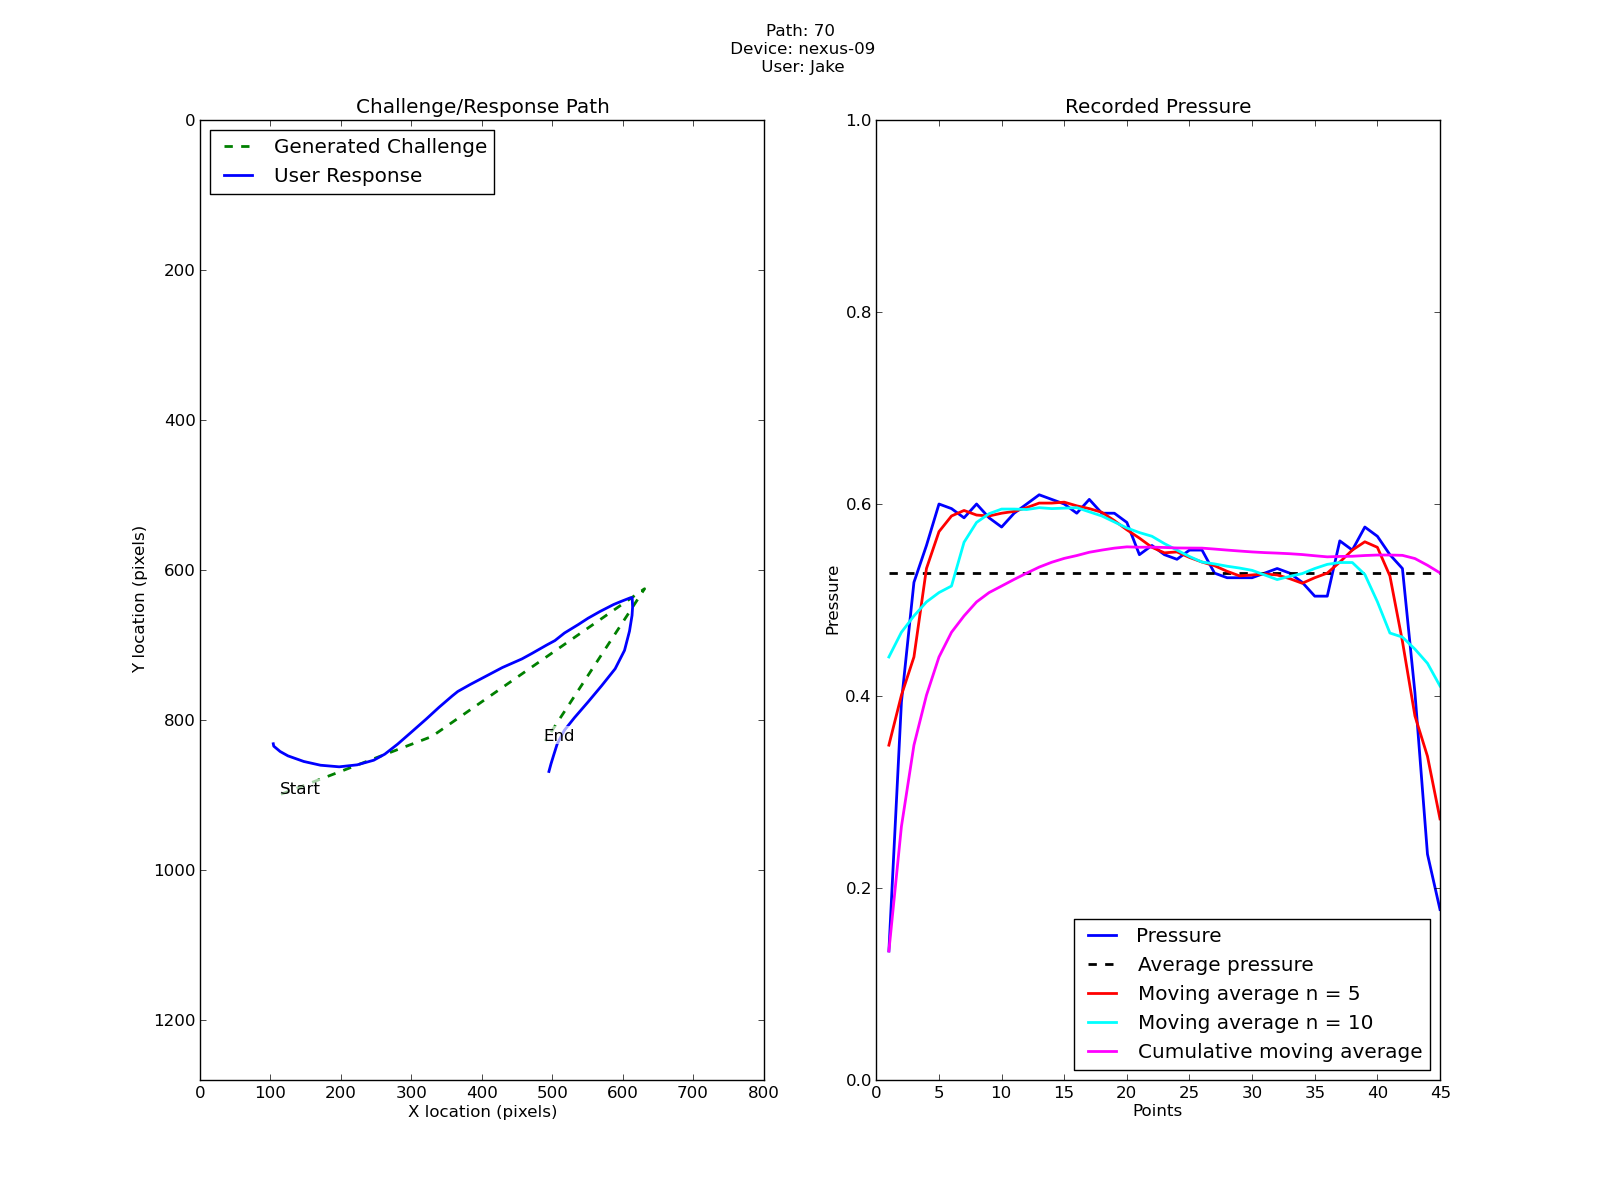 Path: 70
Device: nexus-09
User: Jake
Challenge/Response Path
Generated Challenge
User Response
0
200
400
600
800
1000
1200
Y location (pixels)
Start
End
0 100 200 300 400 500 600 700 800
X location (pixels)
Recorded Pressure
1.0
0.8
0.6
0.4
0.2
0.0
Pressure
Pressure
Average pressure
Moving average n = 5
Moving average n = 10
Cumulative moving average
0 5 10 15 20 25 30 35 40 45
Points